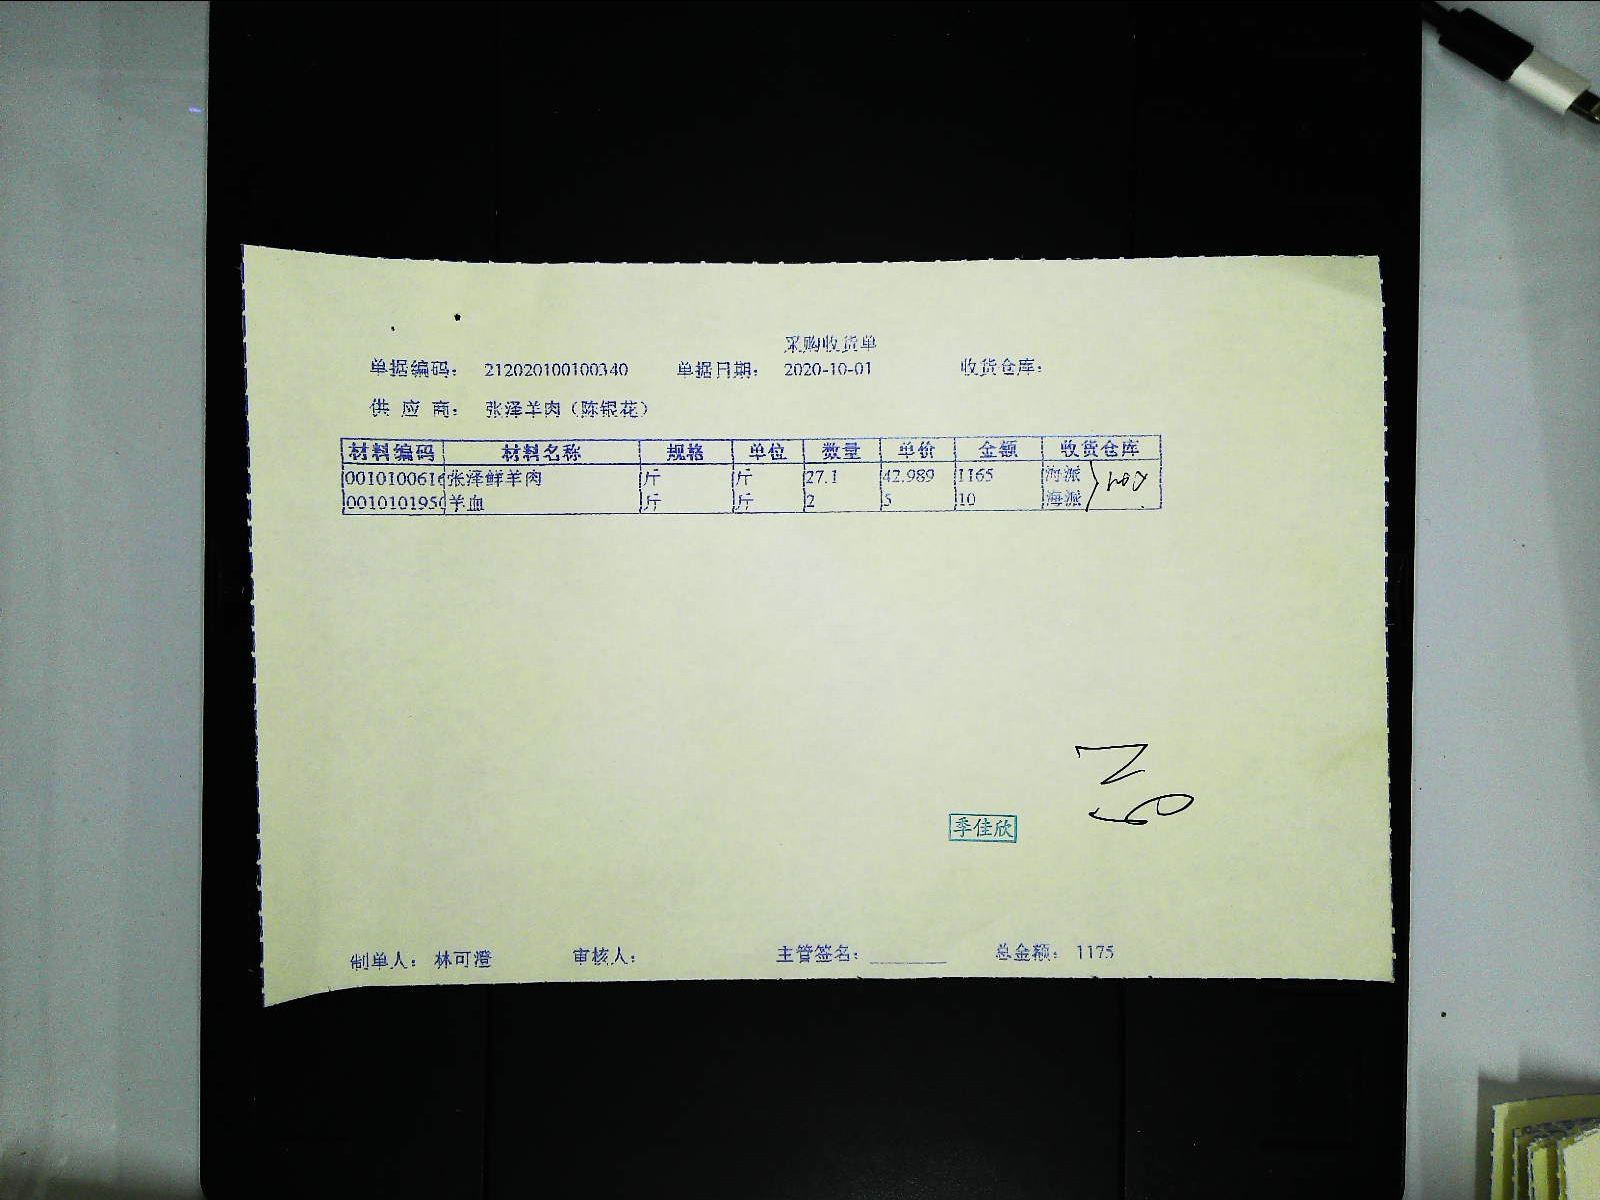 采购收货单
单据编码： 212020100100340 单据日期： 2020-10-01 收货仓库：
供 应 商： 张泽羊肉（陈银花）
材料编码 材料名称 规格 单位 数量 单价 金额 收货仓库
0010100616 张泽鲜羊肉 斤 斤 27.1 42.989 1165 海派
0010101950 羊血 斤 斤 2 5 10 海派
季佳欣
制单人： 林可澄 审核人： 主管签名：________ 总金额： 1175